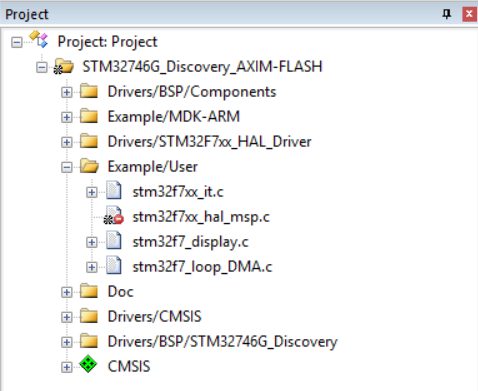 Project
Project: Project
STM32746G_Discovery_AXIM-FLASH
Drivers/BSP/Components
Example/MDK-ARM
Drivers/STM32F7xx_HAL_Driver
Example/User
stm32f7xx_it.c
stm32f7xx_hal_msp.c
stm32f7_display.c
stm32f7_loop_DMA.c
Doc
Drivers/CMSIS
Drivers/BSP/STM32746G_Discovery
CMSIS